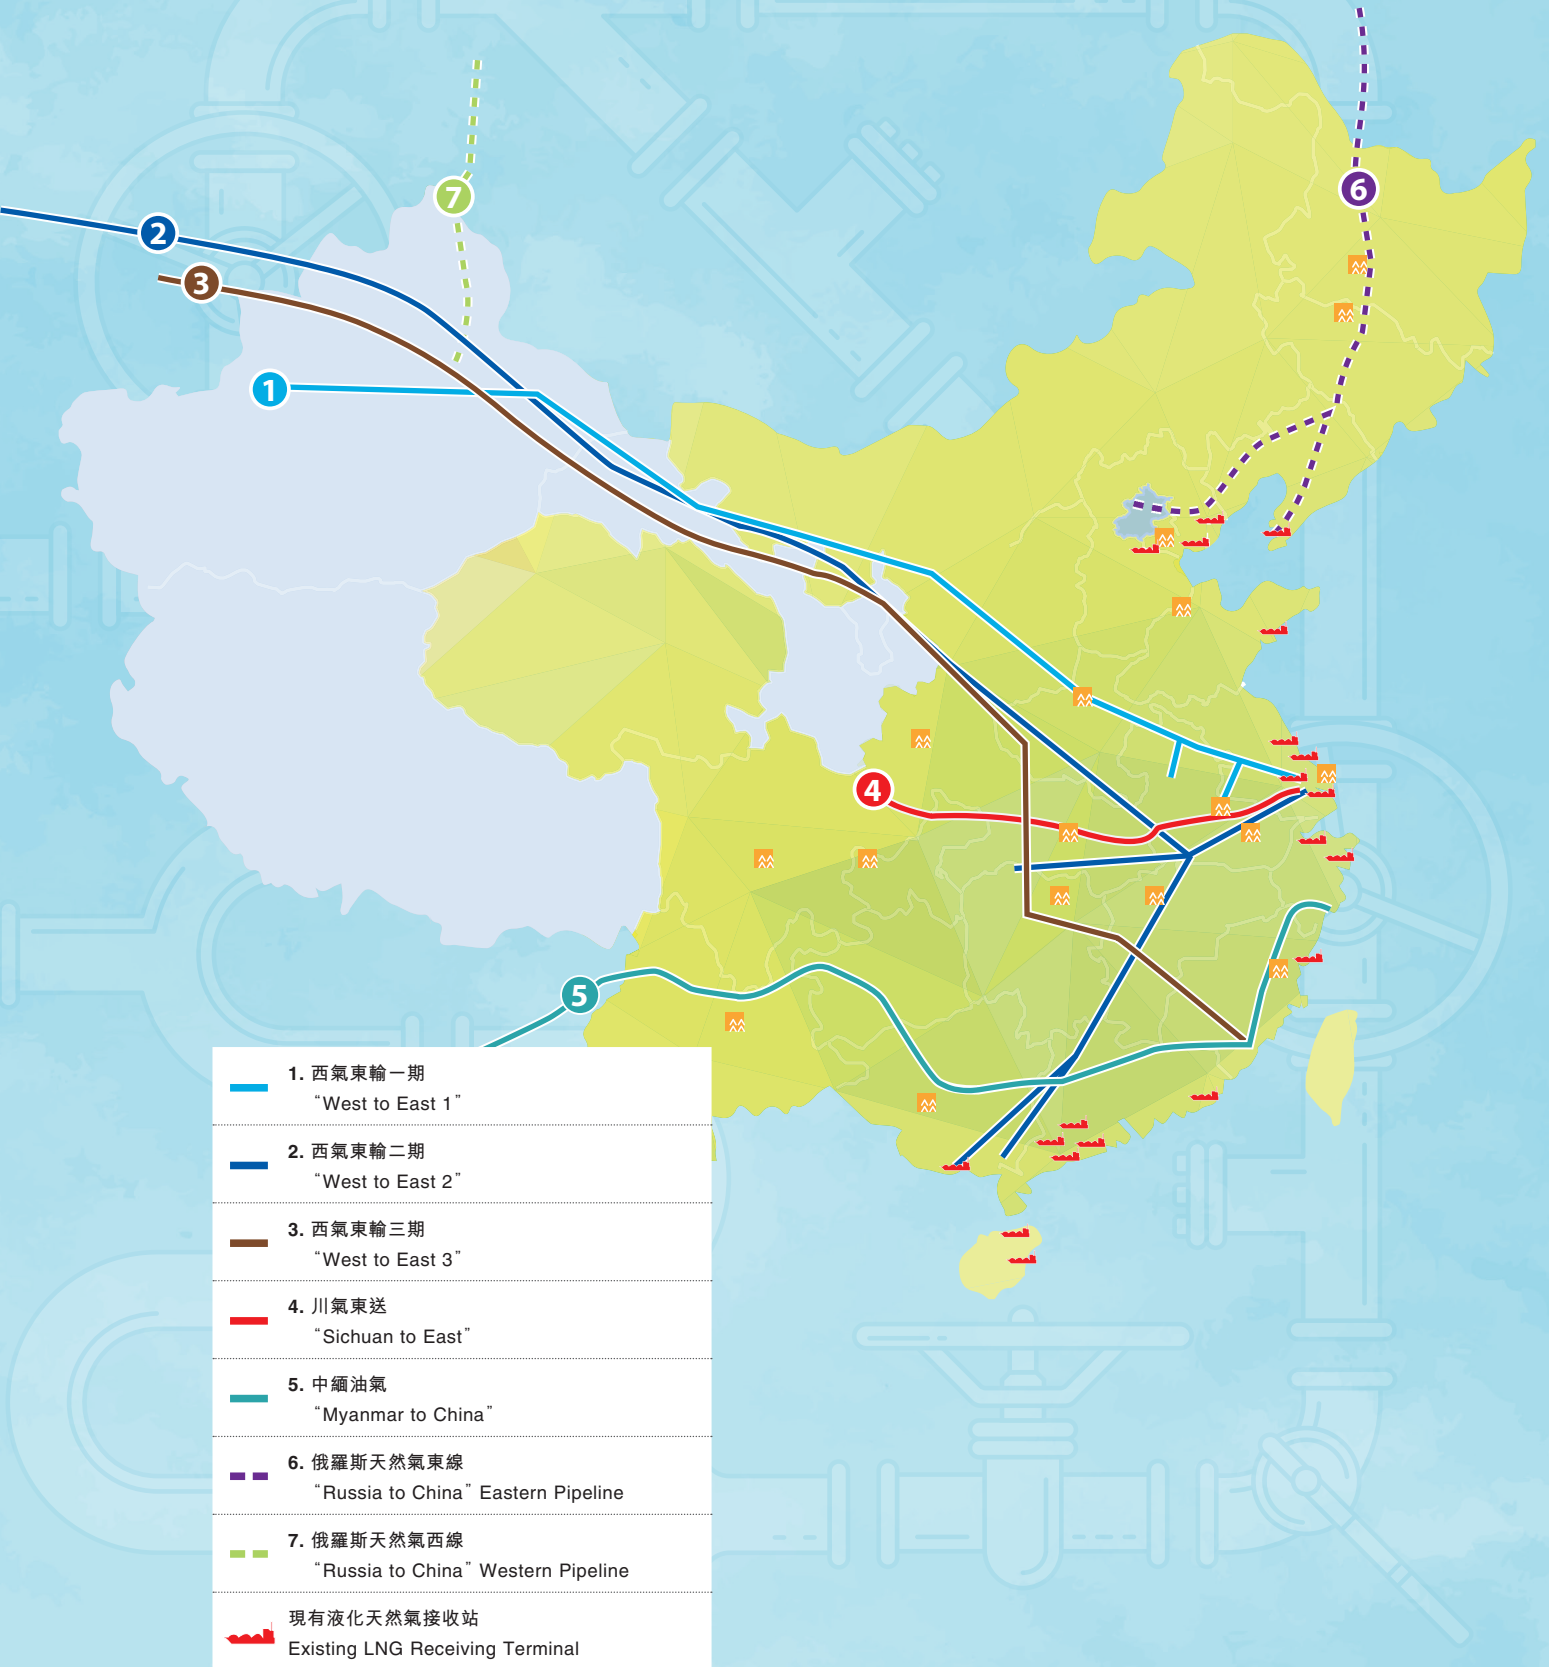 6
7
2
3
1
4
5
1. 西氣東輸一期
“West to East 1”
2. 西氣東輸二期
“West to East 2”
3. 西氣東輸三期
“West to East 3”
4. 川氣東送
“Sichuan to East”
5. 中緬油氣
“Myanmar to China”
6. 俄羅斯天然氣東線
“Russia to China” Eastern Pipeline
7. 俄羅斯天然氣西線
“Russia to China” Western Pipeline
現有液化天然氣接收站
Existing LNG Receiving Terminal